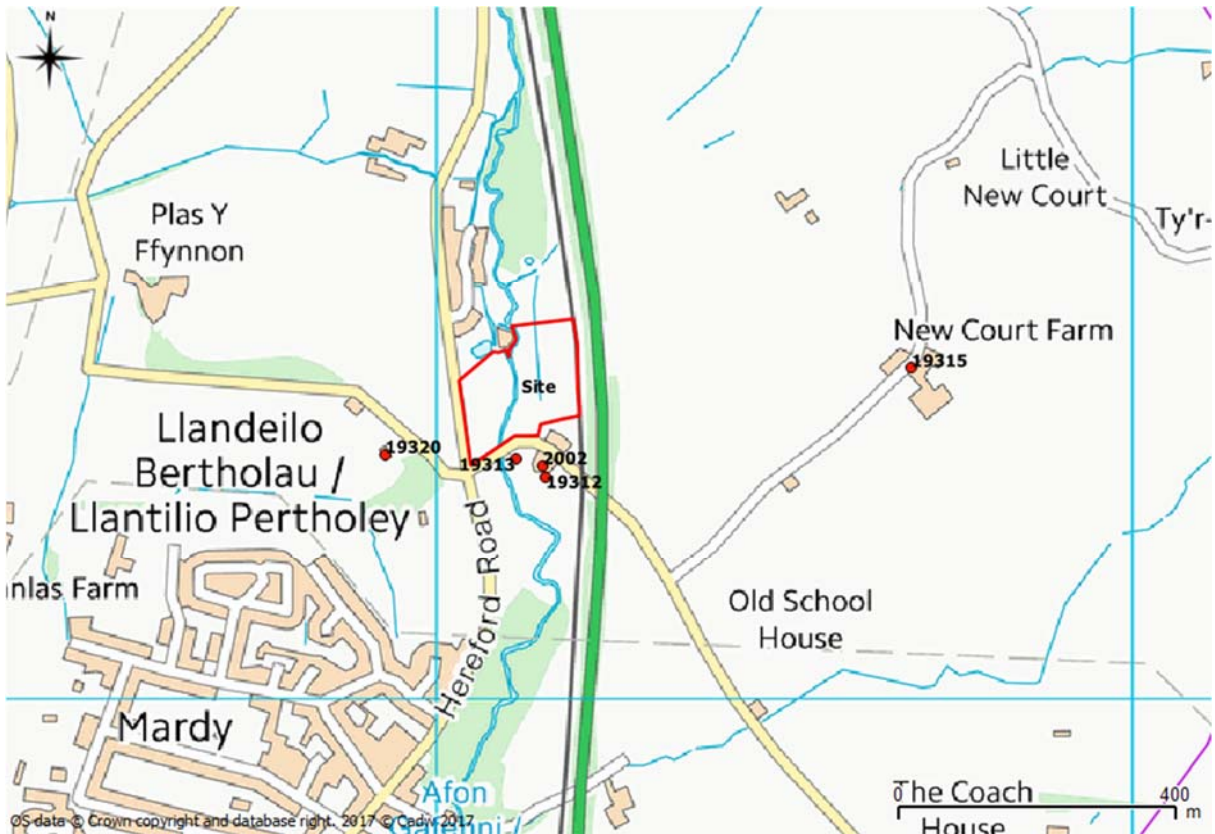 N
Little
New Court
Plas Y
Ffynnon
Ty'r-
New Court Farm
19315
Site
Llandeilo
Bertholau /
Llantilio Pertholey
19320
19313
2002
19312
Hereford Road
nlas Farm
Old School
House
Mardy
Afon
Gafenni /
The Coach
House
0
400
m
OS data © Crown copyright and database right. 2017 © Cadw 2017